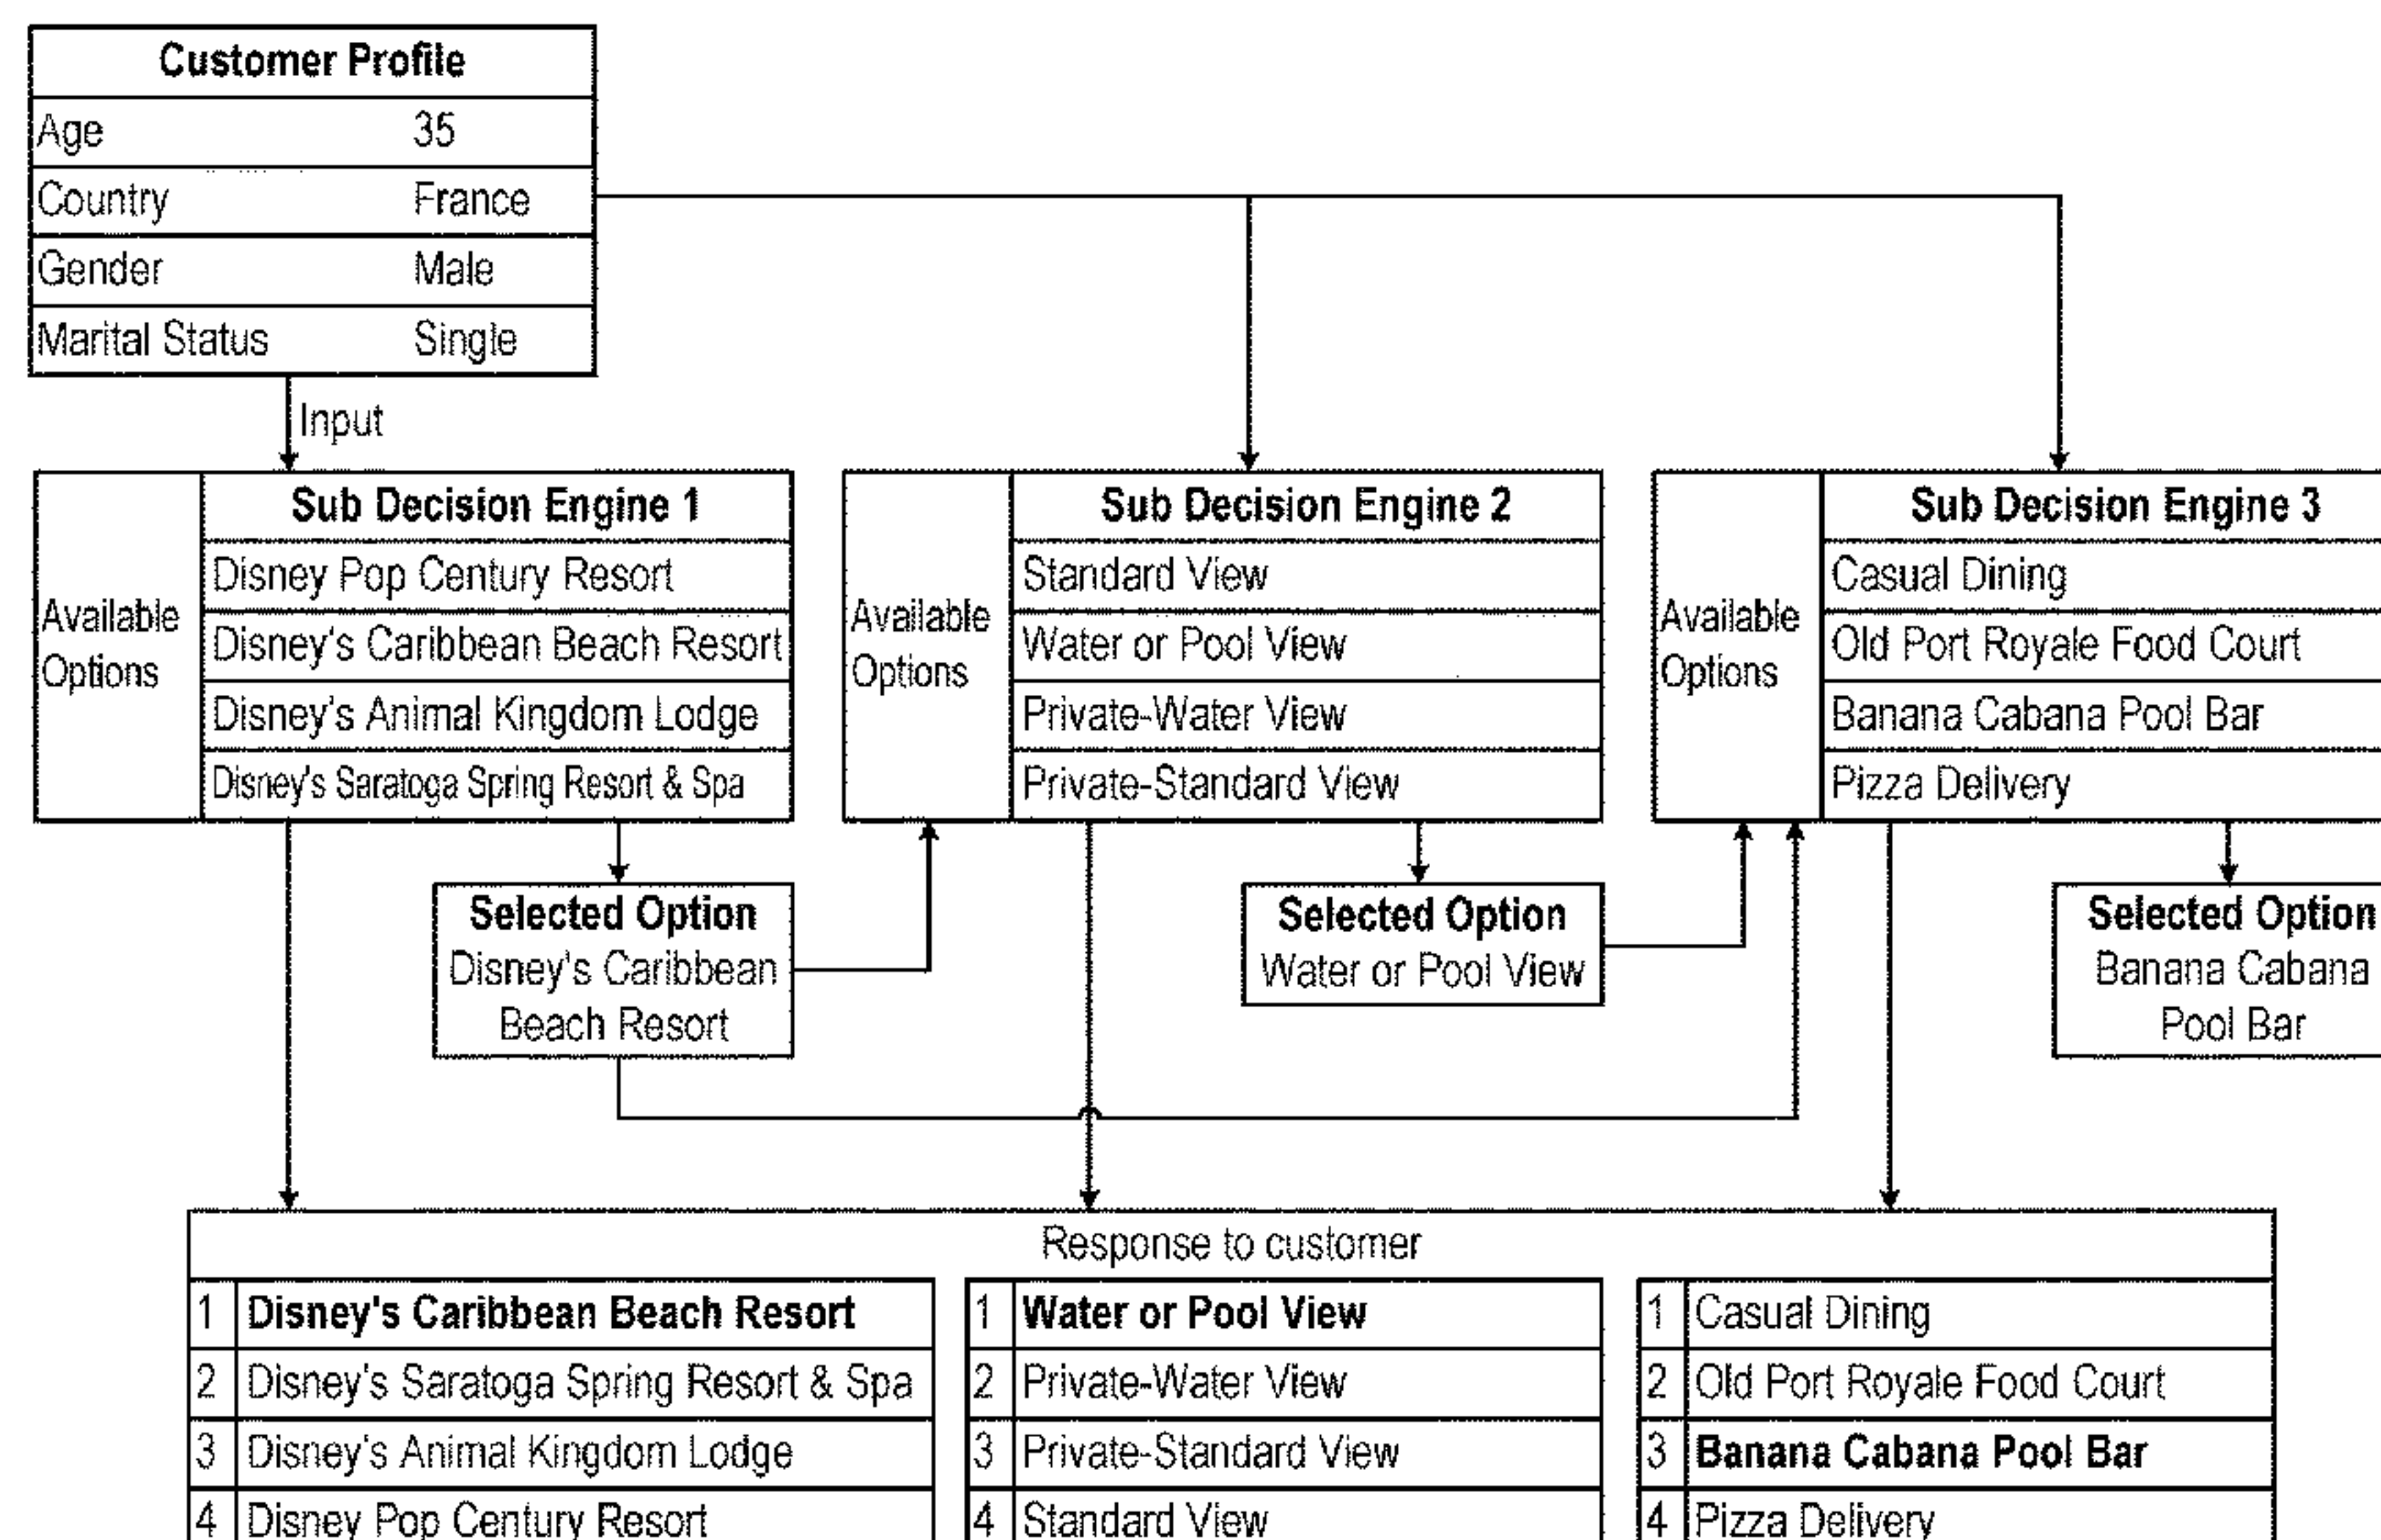 Customer Profile
Age 35
Country France
Gender Male
Marital Status Single
Input
Available
Options
Sub Decision Engine 1
Disney Pop Century Resort
Disney's Caribbean Beach Resort
Disney's Animal Kingdom Lodge
Disney's Saratoga Spring Resort & Spa
Available
Options
Sub Decision Engine 2
Standard View
Water or Pool View
Private-Water View
Private-Standard View
Available
Options
Sub Decision Engine 3
Casual Dining
Old Port Royale Food Court
Banana Cabana Pool Bar
Pizza Delivery
Selected Option
Disney's Caribbean
Beach Resort
Selected Option
Water or Pool View
Selected Option
Banana Cabana
Pool Bar
Response to customer
1 Disney's Caribbean Beach Resort
2 Disney's Saratoga Spring Resort & Spa
3 Disney's Animal Kingdom Lodge
4 Disney Pop Century Resort
1 Water or Pool View
2 Private-Water View
3 Private-Standard View
4 Standard View
1 Casual Dining
2 Old Port Royale Food Court
3 Banana Cabana Pool Bar
4 Pizza Delivery